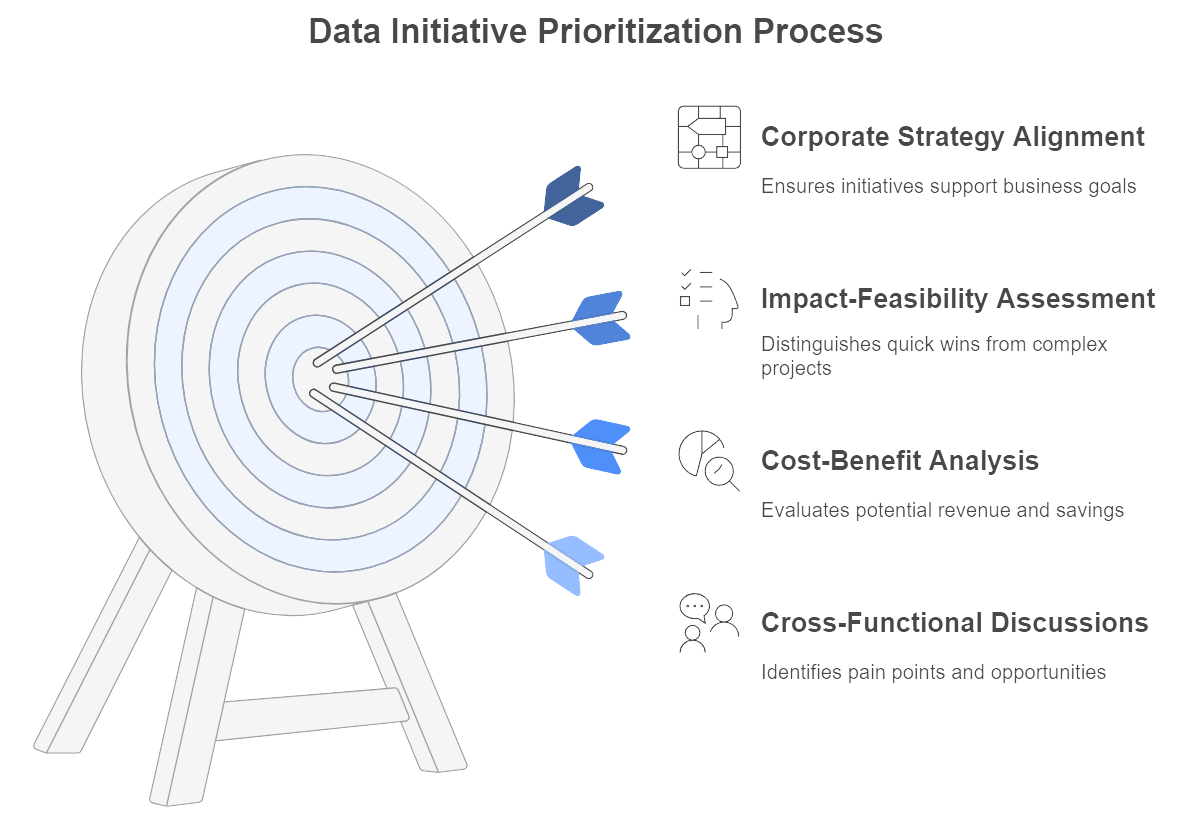 Data Initiative Prioritization Process
Corporate Strategy Alignment
Ensures initiatives support business goals
Impact-Feasibility Assessment
Distinguishes quick wins from complex
projects
Cost-Benefit Analysis
Evaluates potential revenue and savings
Cross-Functional Discussions
Identifies pain points and opportunities